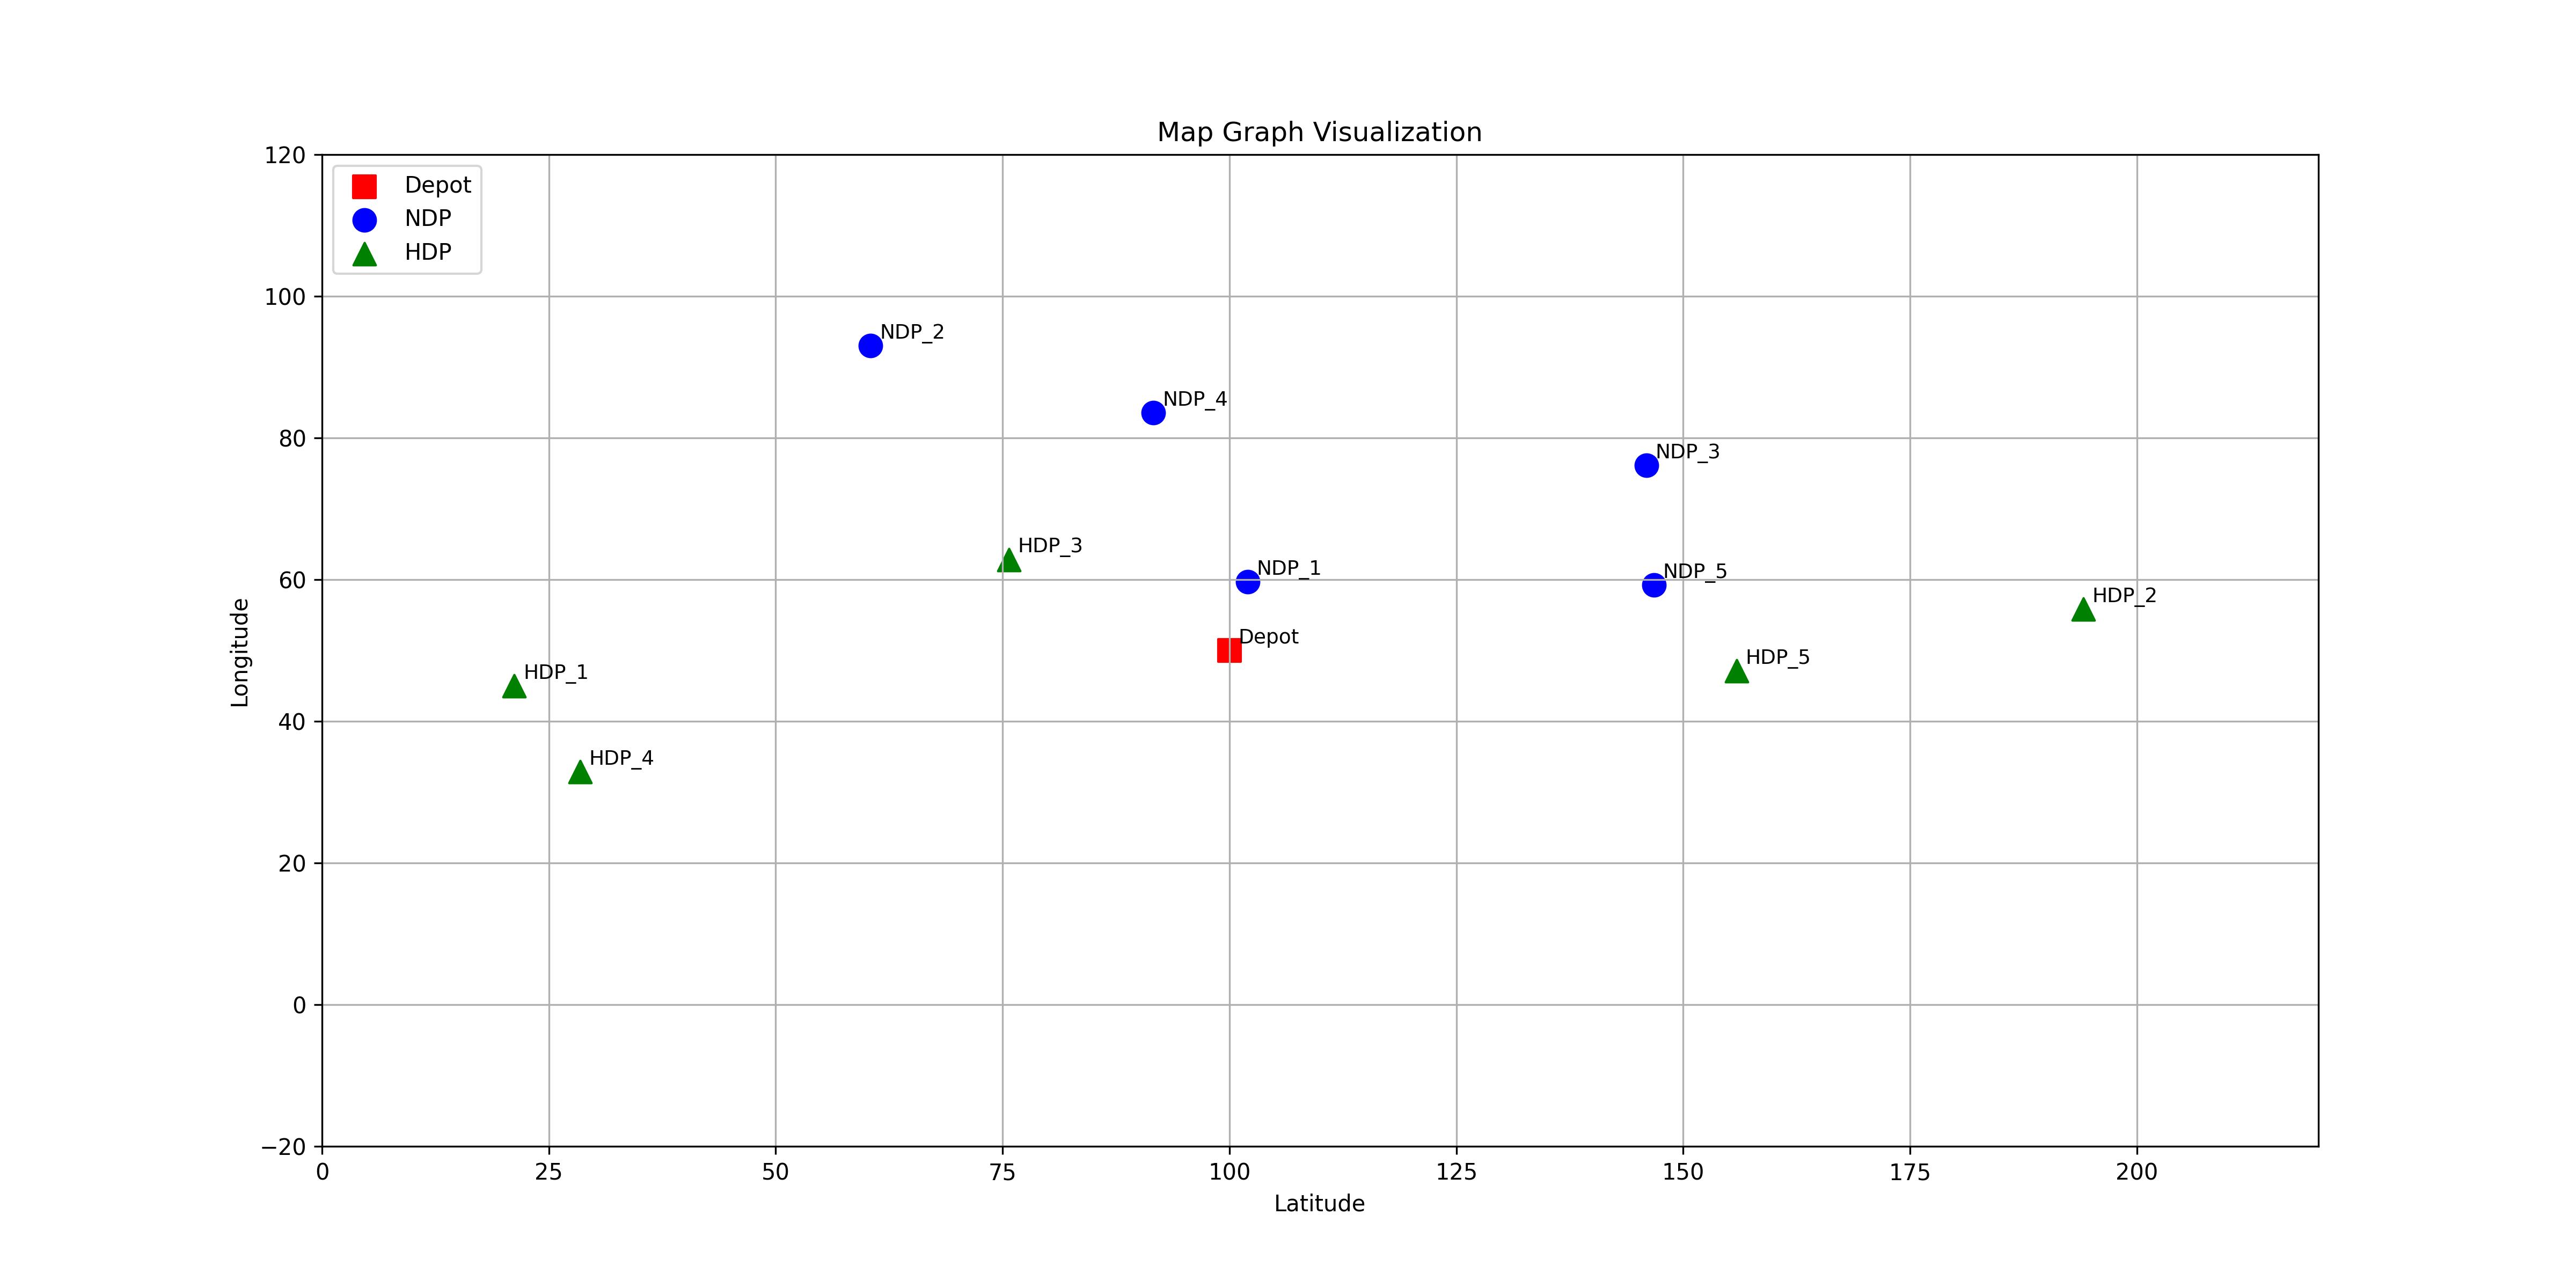 Map Graph Visualization
120
100
80
60
40
20
0
−20
Longitude
Depot
NDP
HDP
NDP_2
NDP_4
NDP_3
HDP_3
NDP_1
NDP_5
HDP_2
Depot
HDP_5
HDP_1
HDP_4
0 25 50 75 100 125 150 175 200
Latitude